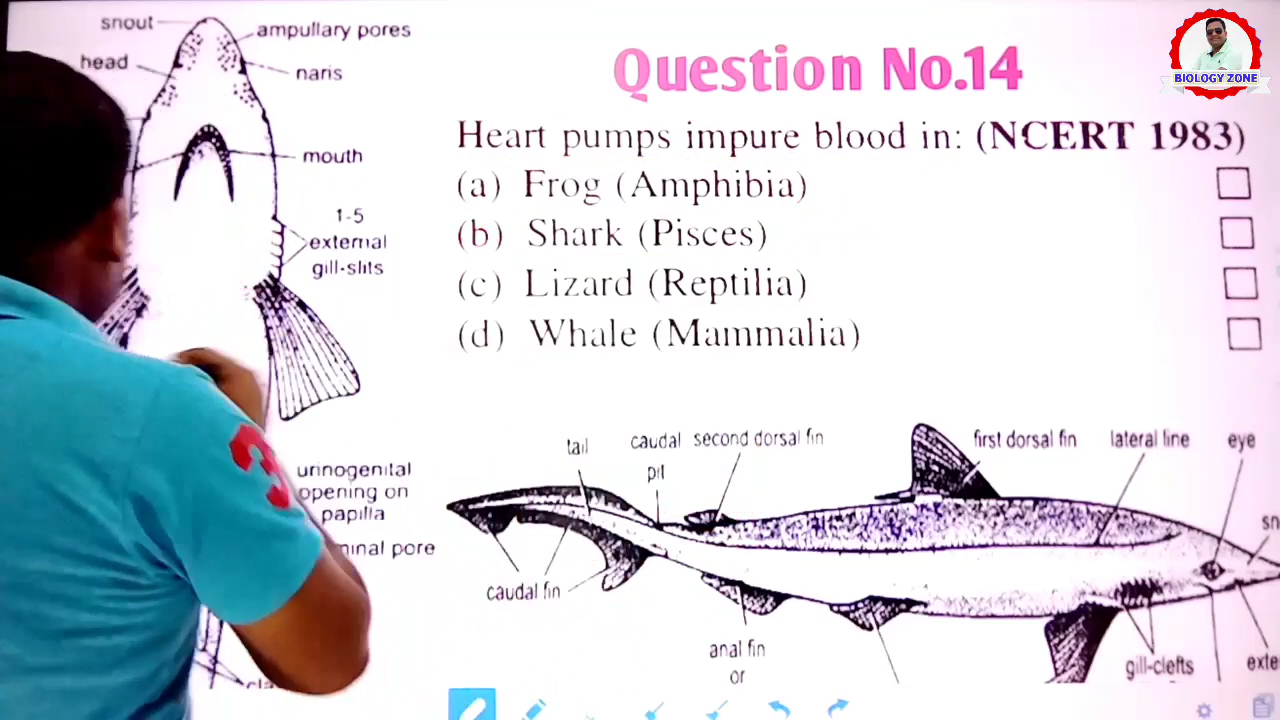 snout
ampullary pores
head
naris
mouth
1-5
external
gill-slits
urinogenital
opening on
papilla
pore
BIOLOGY ZONE
Question No.14
Heart pumps impure blood in: (NCERT 1983)
(a) Frog (Amphibia)
(b) Shark (Pisces)
(c) Lizard (Reptilia)
(d) Whale (Mammalia)
tail
caudal
pit
second dorsal fin
first dorsal fin
lateral line
eye
caudal fin
anal fin
or
gill-clefts
3